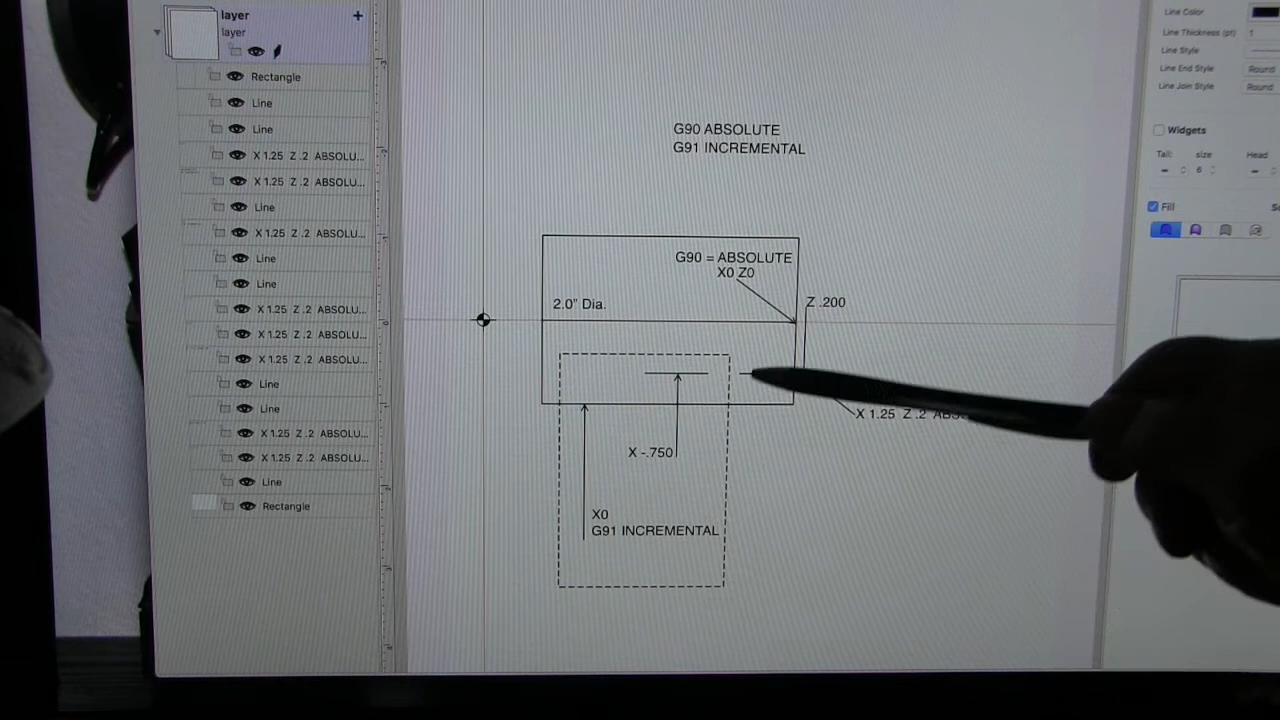 layer
layer
Rectangle
Line
Line
X 1.25 Z .2 ABSOLU...
X 1.25 Z .2 ABSOLU...
Line
X 1.25 Z .2 ABSOLU...
Line
Line
X 1.25 Z .2 ABSOLU...
X 1.25 Z .2 ABSOLU...
X 1.25 Z .2 ABSOLU...
Line
Line
X 1.25 Z .2 ABSOLU...
X 1.25 Z .2 ABSOLU...
Line
Rectangle
G90 ABSOLUTE
G91 INCREMENTAL
G90 = ABSOLUTE
X0 Z0
2.0" Dia.
Z .200
X 1.25 Z .2
X -.750
X0
G91 INCREMENTAL
Line Color
Line Thickness (pt) 1
Line Style
Line End Style Round
Line Join Style Round
Widgets
Tail: size Head
6
Fill